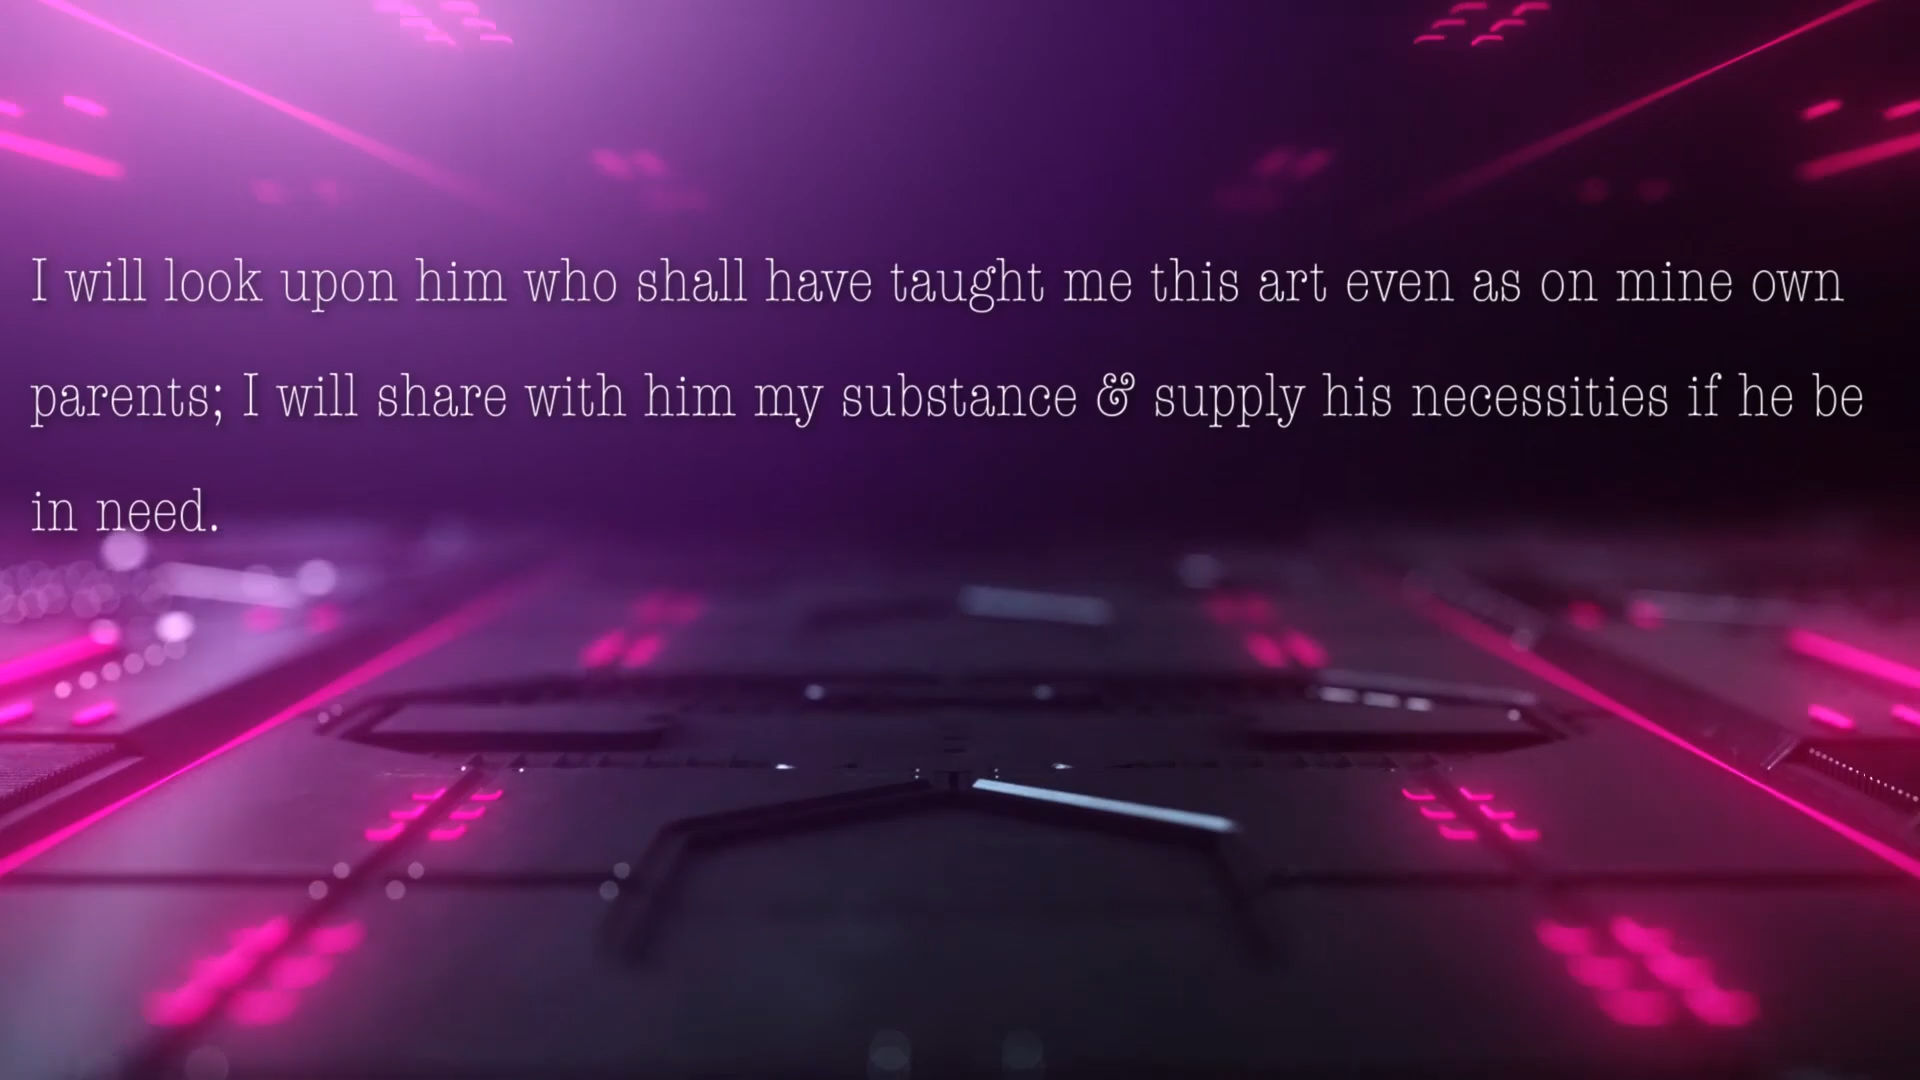 I will look upon him who shall have taught me this art even as on mine own
parents; I will share with him my substance & supply his necessities if he be
in need.